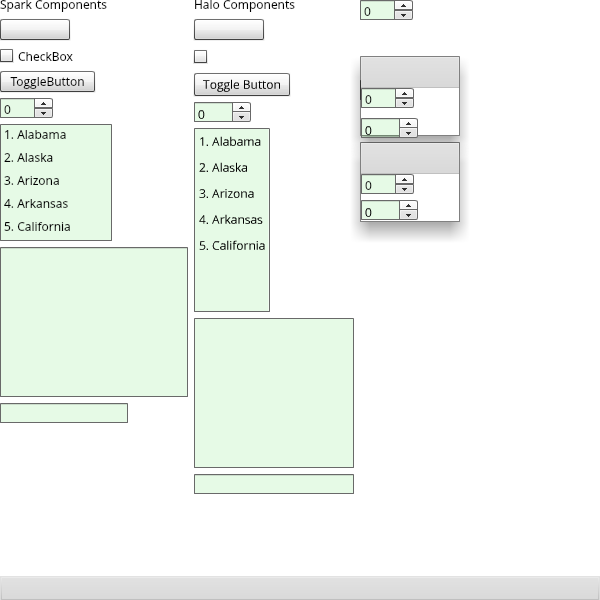 Spark Components
CheckBox
ToggleButton
0
1. Alabama
2. Alaska
3. Arizona
4. Arkansas
5. California
Halo Components
Toggle Button
0
1. Alabama
2. Alaska
3. Arizona
4. Arkansas
5. California
0
0
0
0
0